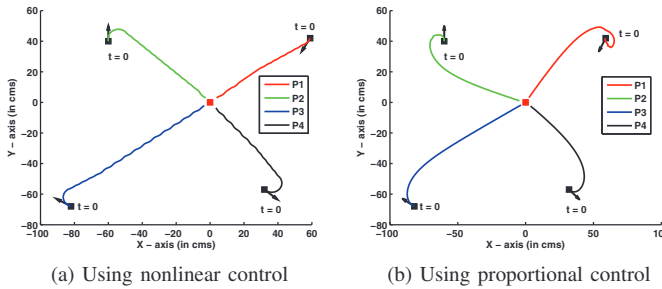 80
60
40
20
0
−20
−40
−60
−80
−100 −80 −60 −40 −20 0 20 40 60
Y − axis (in cms)
X − axis (in cms)
t = 0
t = 0
t = 0
t = 0
P1
P2
P3
P4
(a) Using nonlinear control
60
40
20
0
−20
−40
−60
−80
−100 −50 0 50
Y − axis (in cms)
X − axis (in cms)
t = 0
t = 0
t = 0
t = 0
P1
P2
P3
P4
(b) Using proportional control